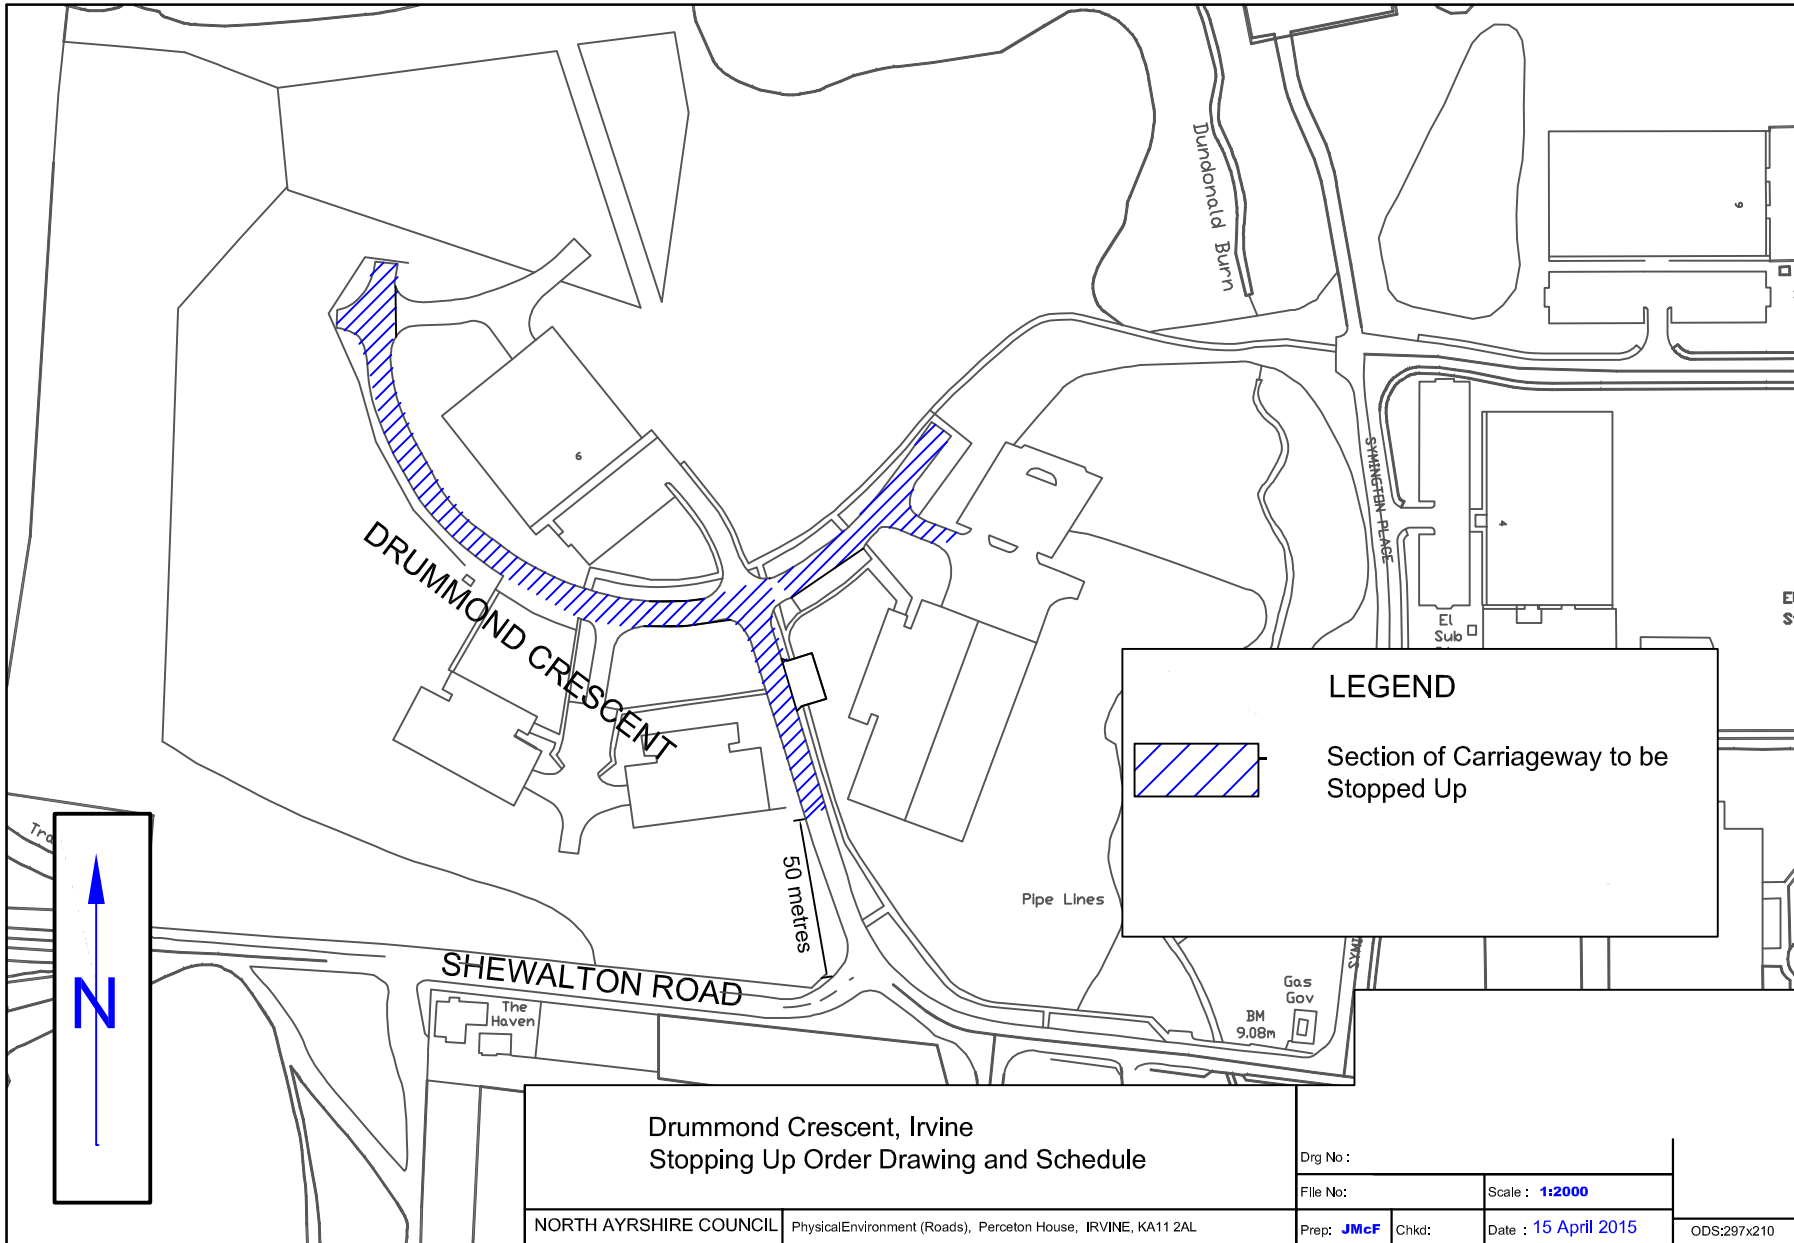 Dundonald Burn
6
9
SYMINGTON PLACE
4
El
Sub
DRUMMOND CRESCENT
LEGEND
Section of Carriageway to be
Stopped Up
50 metres
Pipe Lines
Tra
N
SHEWALTON ROAD
The
Haven
Gas
Gov
BM
9.08m
Drummond Crescent, Irvine
Stopping Up Order Drawing and Schedule
NORTH AYRSHIRE COUNCIL
PhysicalEnvironment (Roads), Perceton House, IRVINE, KA11 2AL
Drg No :
File No:
Scale : 1:2000
Prep: JMcF
Chkd:
Date : 15 April 2015
ODS:297x210